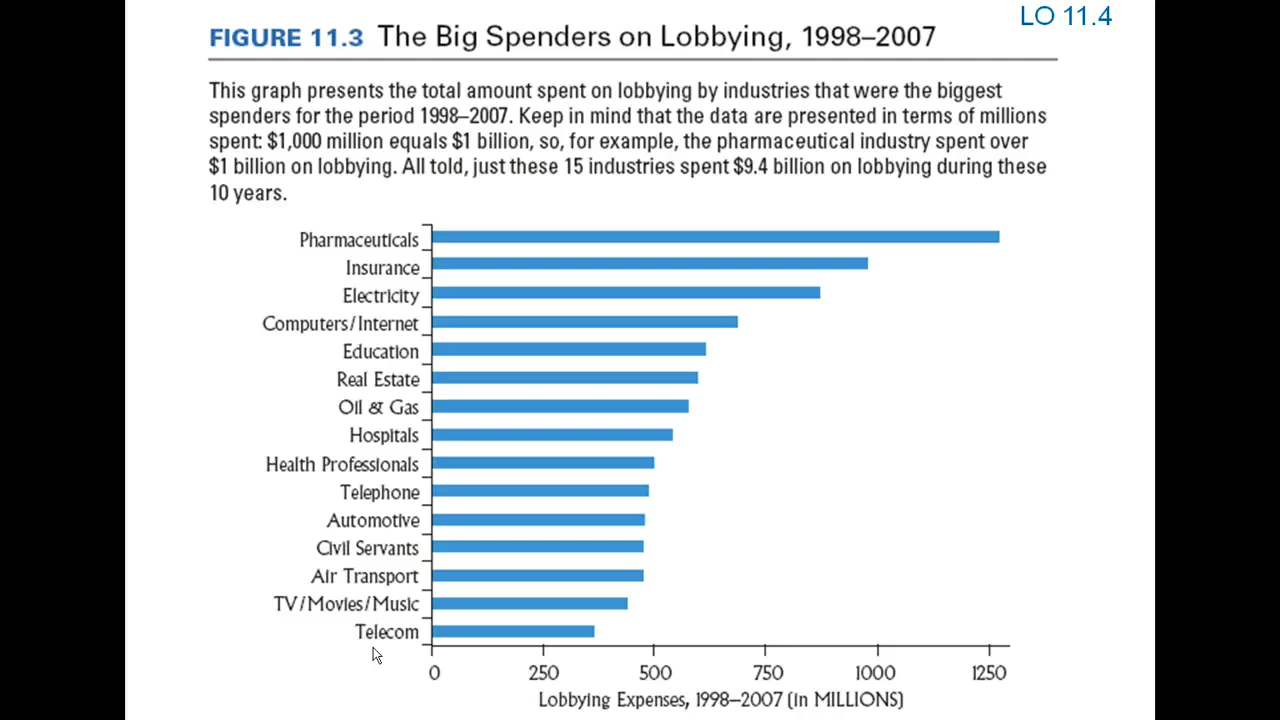 LO 11.4
FIGURE 11.3 The Big Spenders on Lobbying, 1998–2007
This graph presents the total amount spent on lobbying by industries that were the biggest
spenders for the period 1998–2007. Keep in mind that the data are presented in terms of millions
spent: $1,000 million equals $1 billion, so, for example, the pharmaceutical industry spent over
$1 billion on lobbying. All told, just these 15 industries spent $9.4 billion on lobbying during these
10 years.
Pharmaceuticals
Insurance
Electricity
Computers/Internet
Education
Real Estate
Oil & Gas
Hospitals
Health Professionals
Telephone
Automotive
Civil Servants
Air Transport
TV/Movies/Music
Telecom
0 250 500 750 1000 1250
Lobbying Expenses, 1998–2007 (in MILLIONS)